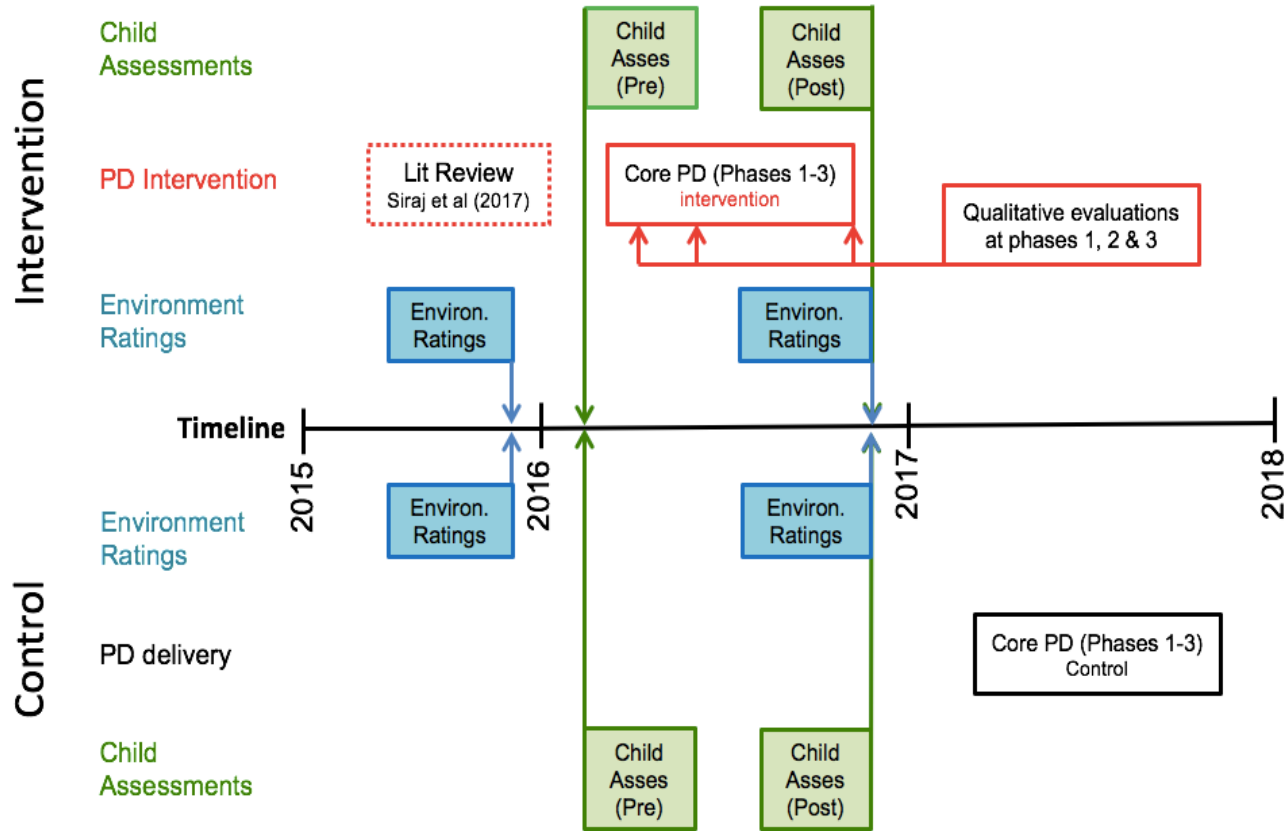 Intervention
Child
Assessments
Child
Asses
(Pre)
Child
Asses
(Post)
PD Intervention
Lit Review
Siraj et al (2017)
Core PD (Phases 1-3)
intervention
Qualitative evaluations
at phases 1, 2 & 3
Environment
Ratings
Environ.
Ratings
Environ.
Ratings
Timeline
2015
2016
2017
2018
Control
Environment
Ratings
Environ.
Ratings
Environ.
Ratings
PD delivery
Core PD (Phases 1-3)
Control
Child
Assessments
Child
Asses
(Pre)
Child
Asses
(Post)